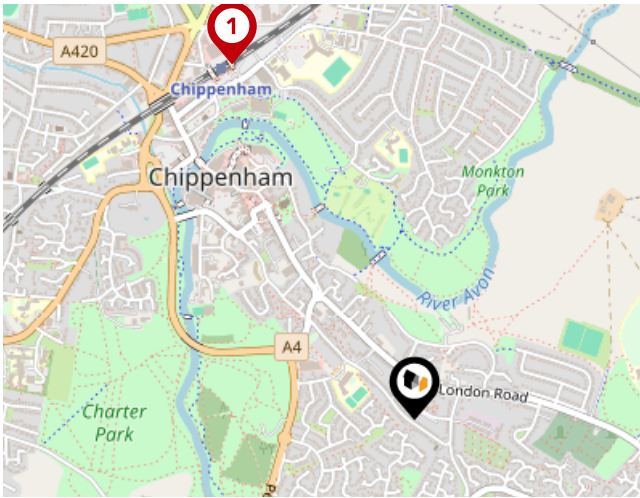 1
A420
Chippenham
Chippenham
Monkton
Park
River Avon
A4
London Road
Charter
Park